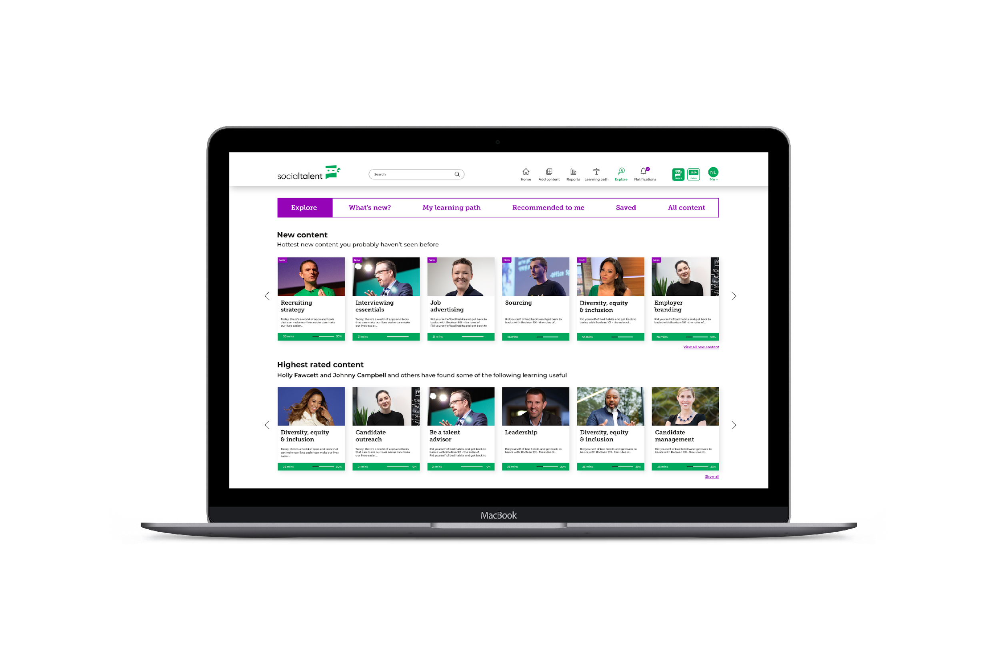 socialtalent
Search
Home
Add content
Reports
Learning path
Explore
Notifications
NL
Me
Explore
What's new?
My learning path
Recommended to me
Saved
All content
New content
Hottest new content you probably haven't seen before
New
New
New
New
New
New
Office Sp
Recruiting
strategy
Today, there's a world of apps and tools
that can make our lives easier can make
our lives easier...
36 mins 30%
Interviewing
essentials
Today, there's a world of apps and tools
that can make our lives easier can make
our lives easier...
21 mins
Job
advertising
Rid yourself of bad habits and get back to
basics with Boolean 101 - the rules of
Rid yourself of bad habits and get back to
21 mins
Sourcing
Rid yourself of bad habits and get back to
basics with Boolean 101 - the rules of...
36 mins
Diversity, equity
& inclusion
Rid yourself of bad habits and get back to
basics with Boolean 101 - the rules of...
36 mins
Employer
branding
Rid yourself of bad habits and get back to
basics with Boolean 101 - the rules of...
36 mins 30%
View all new content
Highest rated content
Holly Fawcett and Johnny Campbell and others have found some of the following learning useful
Diversity, equity
& inclusion
Today, there's a world of apps and tools that
can make our lives easier can make our lives
easier...
36 mins 30%
Candidate
outreach
Today, there's a world of apps and tools
that can make our lives easier can make
our lives easier...
21 mins 0%
Be a talent
advisor
Rid yourself of bad habits and get back to
basics with Boolean 101 - the rules of
Rid yourself of bad habits and get back to
21 mins 0%
Leadership
Rid yourself of bad habits and get back to
basics with Boolean 101 - the rules of...
36 mins 30%
Diversity, equity
& inclusion
Rid yourself of bad habits and get back to
basics with Boolean 101 - the rules of...
36 mins 30%
Candidate
management
Rid yourself of bad habits and get back to
basics with Boolean 101 - the rules of...
36 mins 30%
Show all
MacBook